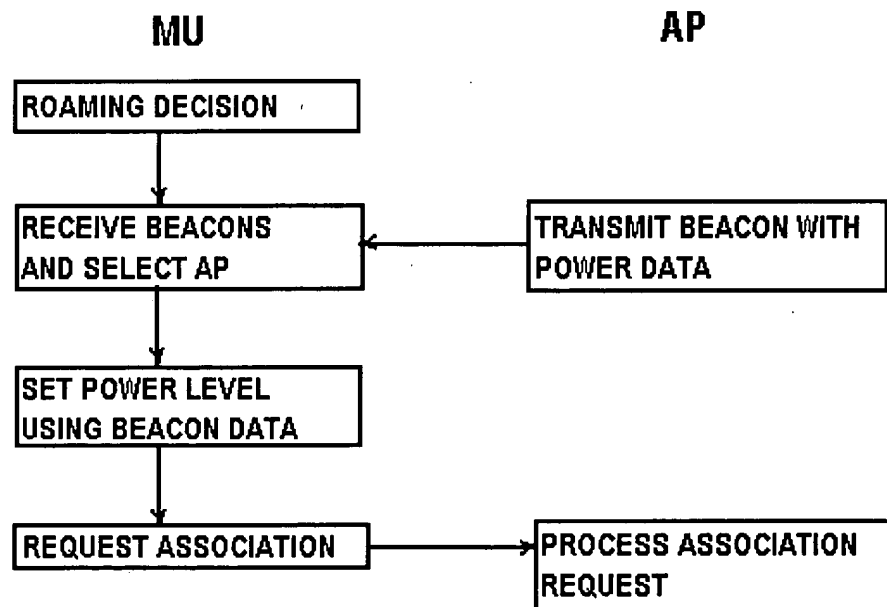 MU
AP
ROAMING DECISION
RECEIVE BEACONS
AND SELECT AP
TRANSMIT BEACON WITH
POWER DATA
SET POWER LEVEL
USING BEACON DATA
REQUEST ASSOCIATION
PROCESS ASSOCIATION
REQUEST